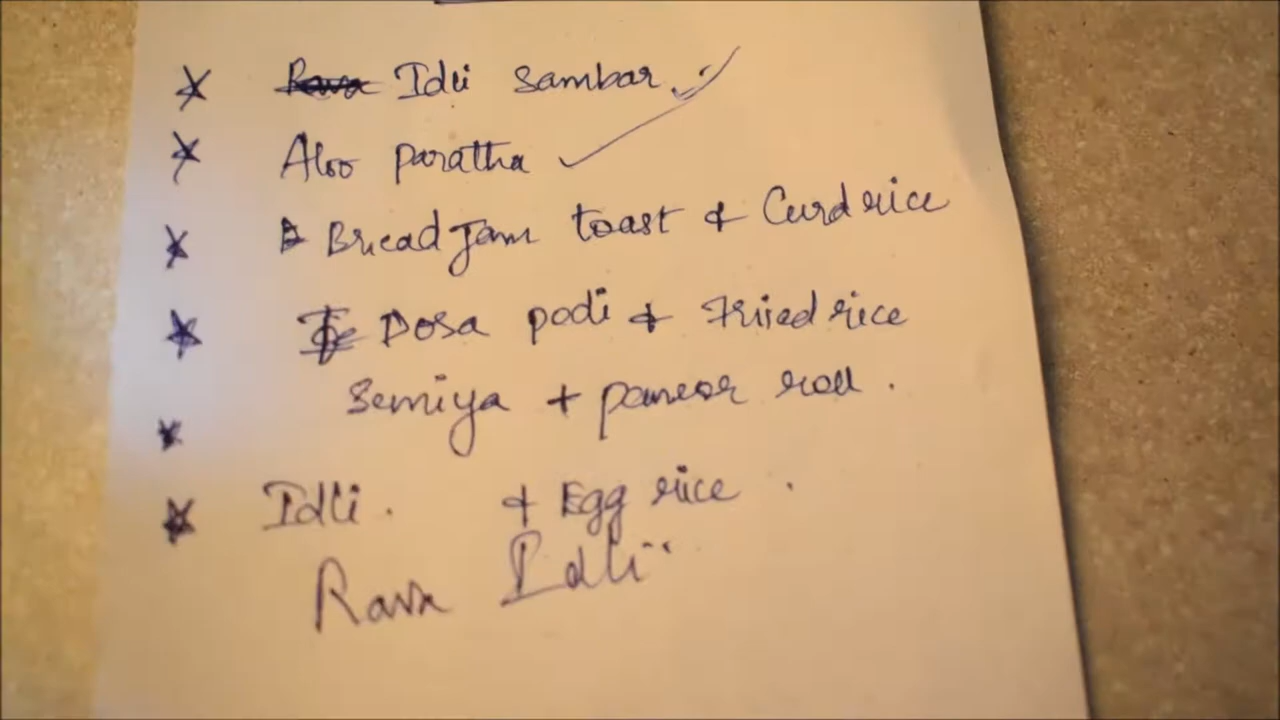 * Rava Idli Sambar ✓
* Aloo paratha ✓
* Bread Jam toast & Curd rice
* Dosa podi & Fried rice
Semiya + paneer roll .
*
* Idli . & Egg rice .
Rava Idli